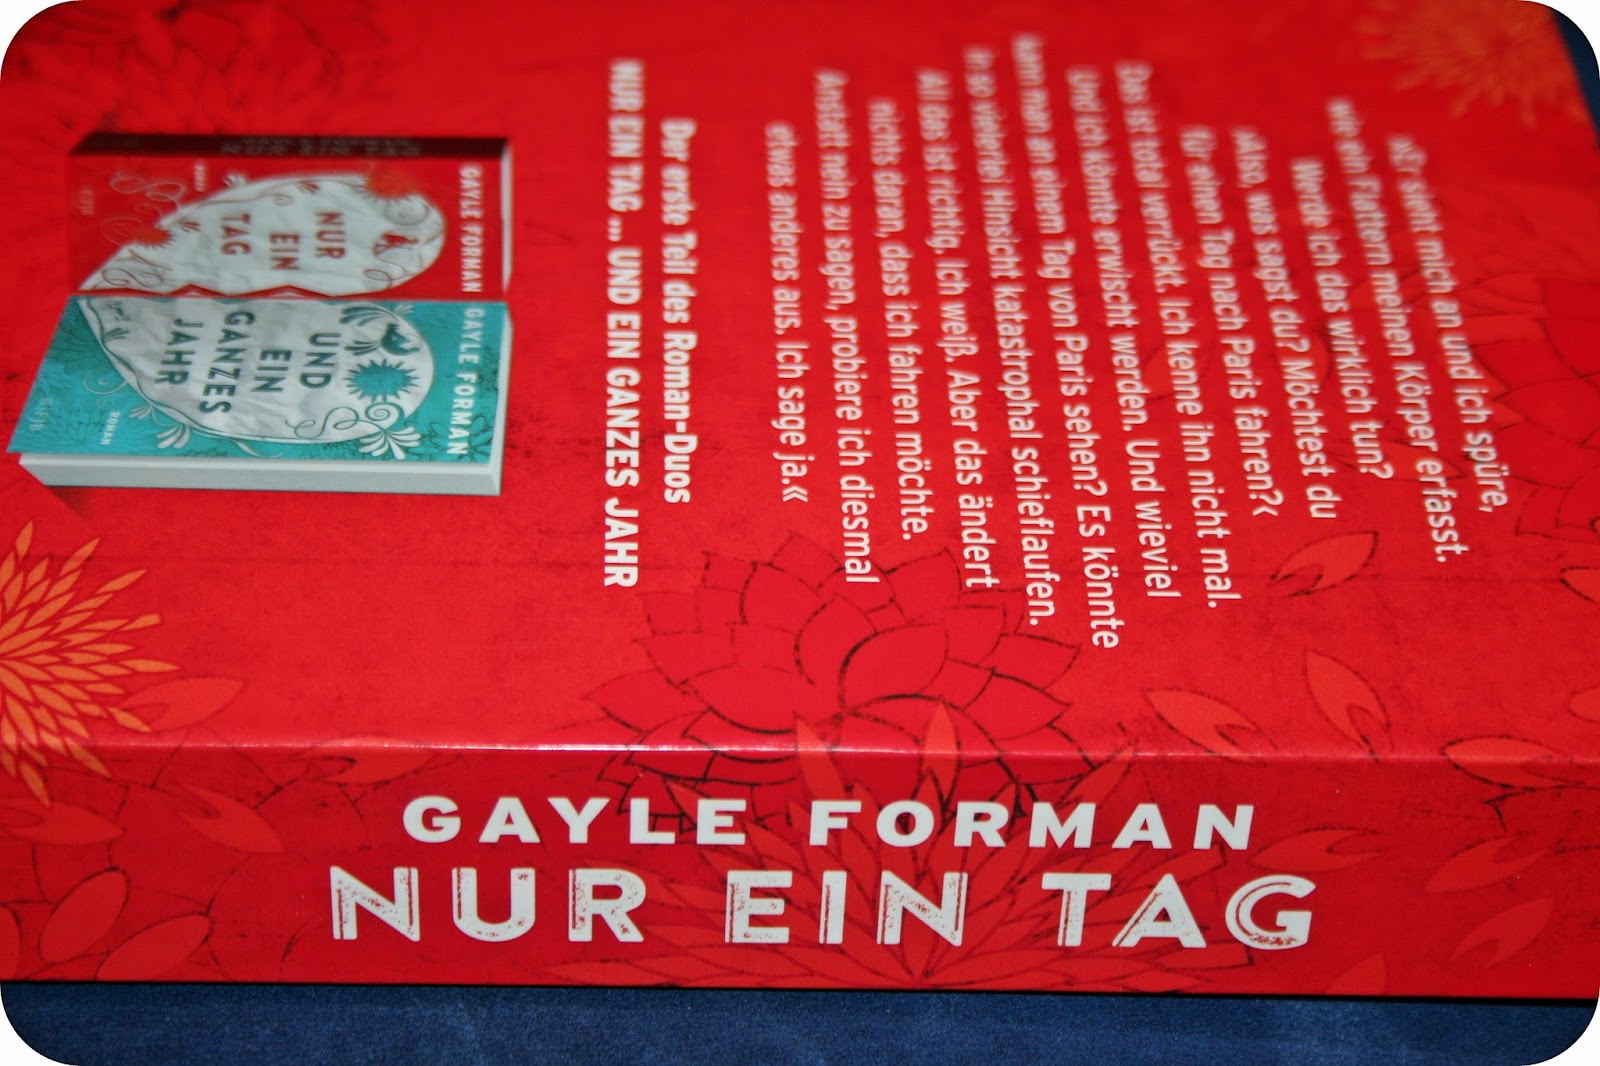 »Er sieht mich an und ich spüre,
wie ein Flattern meinen Körper erfasst.
Werde ich das wirklich tun?
›Also, was sagst du? Möchtest du
für einen Tag nach Paris fahren?‹
Das ist total verrückt. Ich kenne ihn nicht mal.
Und ich könnte erwischt werden. Und wieviel
kann man an einem Tag von Paris sehen? Es könnte
in so vielerlei Hinsicht katastrophal schieflaufen.
All das ist richtig. Ich weiß. Aber das ändert
nichts daran, dass ich fahren möchte.
Anstatt nein zu sagen, probiere ich diesmal
etwas anderes aus. Ich sage ja.«
Der erste Teil des Roman-Duos
NUR EIN TAG ... UND EIN GANZES JAHR
NUR EIN TAG
GAYLE FORMAN
NUR
EIN
TAG
GAYLE FORMAN
UND
EIN
GANZES
JAHR
ROMAN
GAYLE FORMAN
NUR EIN TAG